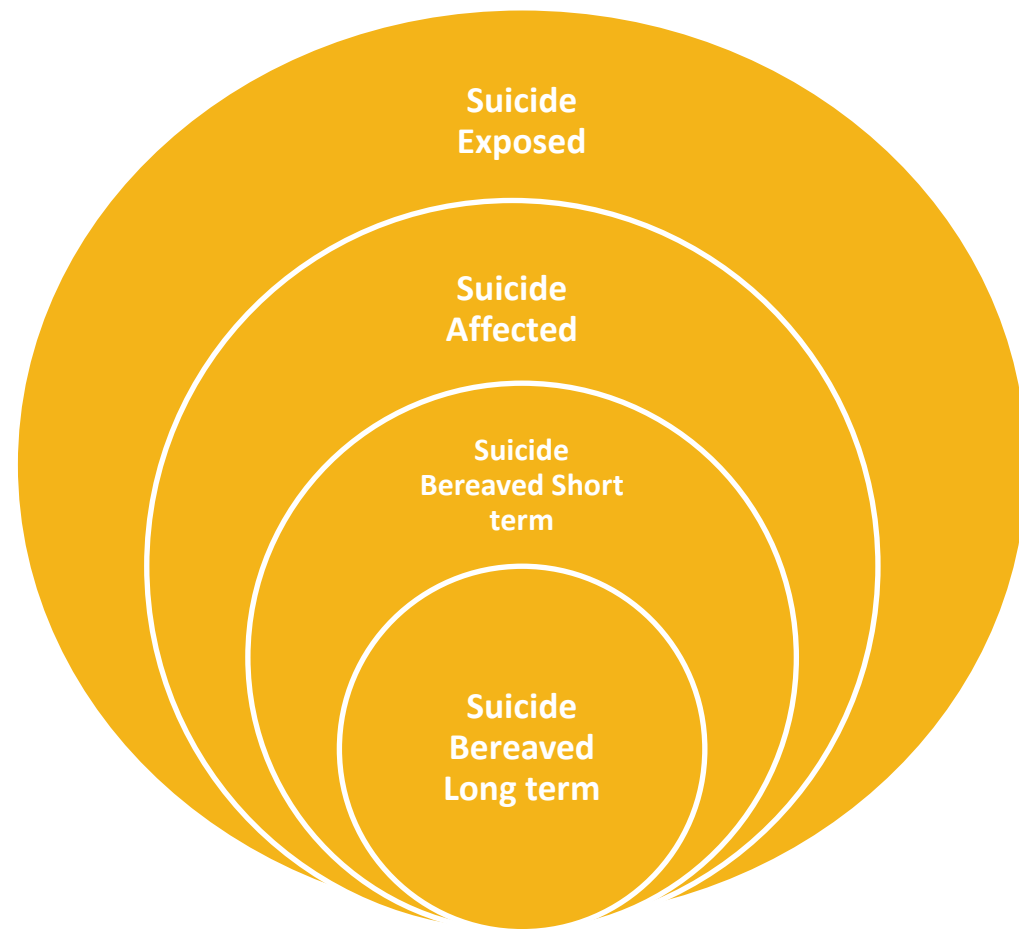 Suicide
Exposed
Suicide
Affected
Suicide
Bereaved Short
term
Suicide
Bereaved
Long term